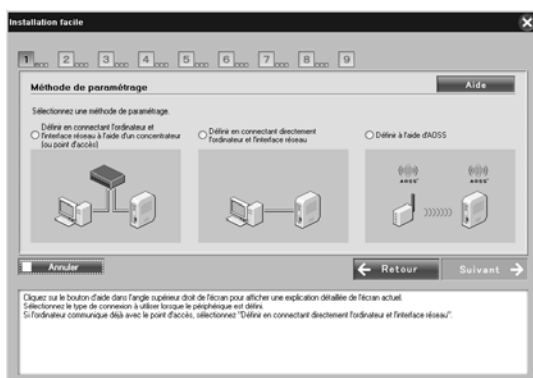 Installation facile
1 2 3 4 5 6 7 8 9
Méthode de paramétrage
Aide
Sélectionnez une méthode de paramétrage.
Définir en connectant l'ordinateur et
l'interface réseau à l'aide d'un concentrateur
(ou point d'accès)
Définir en connectant directement
l'ordinateur et l'interface réseau
Définir à l'aide d'AOSS
AOSS
AOSS
Annuler
Retour
Suivant
Cliquez sur le bouton d'aide dans l'angle supérieur droit de l'écran pour afficher une explication détaillée de l'écran actuel.
Sélectionnez le type de connexion à utiliser lorsque le périphérique est défini.
Si l'ordinateur communique déjà avec le point d'accès, sélectionnez "Définir en connectant directement l'ordinateur et l'interface réseau".